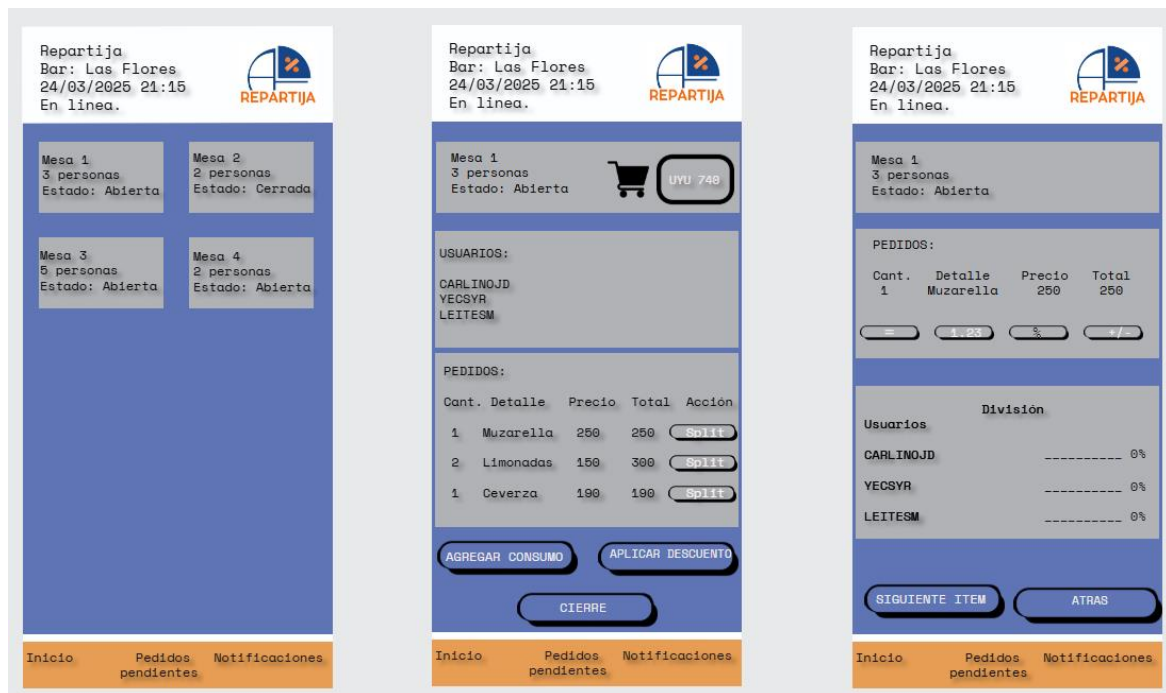 Repartija
Bar: Las Flores
24/03/2025 21:15
En linea.
REPARTIJA
Mesa 1
3 personas
Estado: Abierta
Mesa 2
2 personas
Estado: Cerrada
Mesa 3
5 personas
Estado: Abierta
Mesa 4
2 personas
Estado: Abierta
Inicio
Pedidos
pendientes
Notificaciones
Repartija
Bar: Las Flores
24/03/2025 21:15
En linea.
REPARTIJA
Mesa 1
3 personas
Estado: Abierta
UYU 740
USUARIOS:
CARLINOJD
YECSYR
LEITESM
PEDIDOS:
Cant. Detalle Precio Total Acción
1 Muzarella 250 250 Split
2 Limonadas 150 300 Split
1 Ceverza 190 190 Split
AGREGAR CONSUMO
APLICAR DESCUENTO
CIERRE
Inicio
Pedidos
pendientes
Notificaciones
Repartija
Bar: Las Flores
24/03/2025 21:15
En linea.
REPARTIJA
Mesa 1
3 personas
Estado: Abierta
PEDIDOS:
Cant. Detalle Precio Total
1 Muzarella 250 250
= 1.23 % +/-
División
Usuarios
CARLINOJD __________ 0%
YECSYR __________ 0%
LEITESM __________ 0%
SIGUIENTE ITEM
ATRAS
Inicio
Pedidos
pendientes
Notificaciones